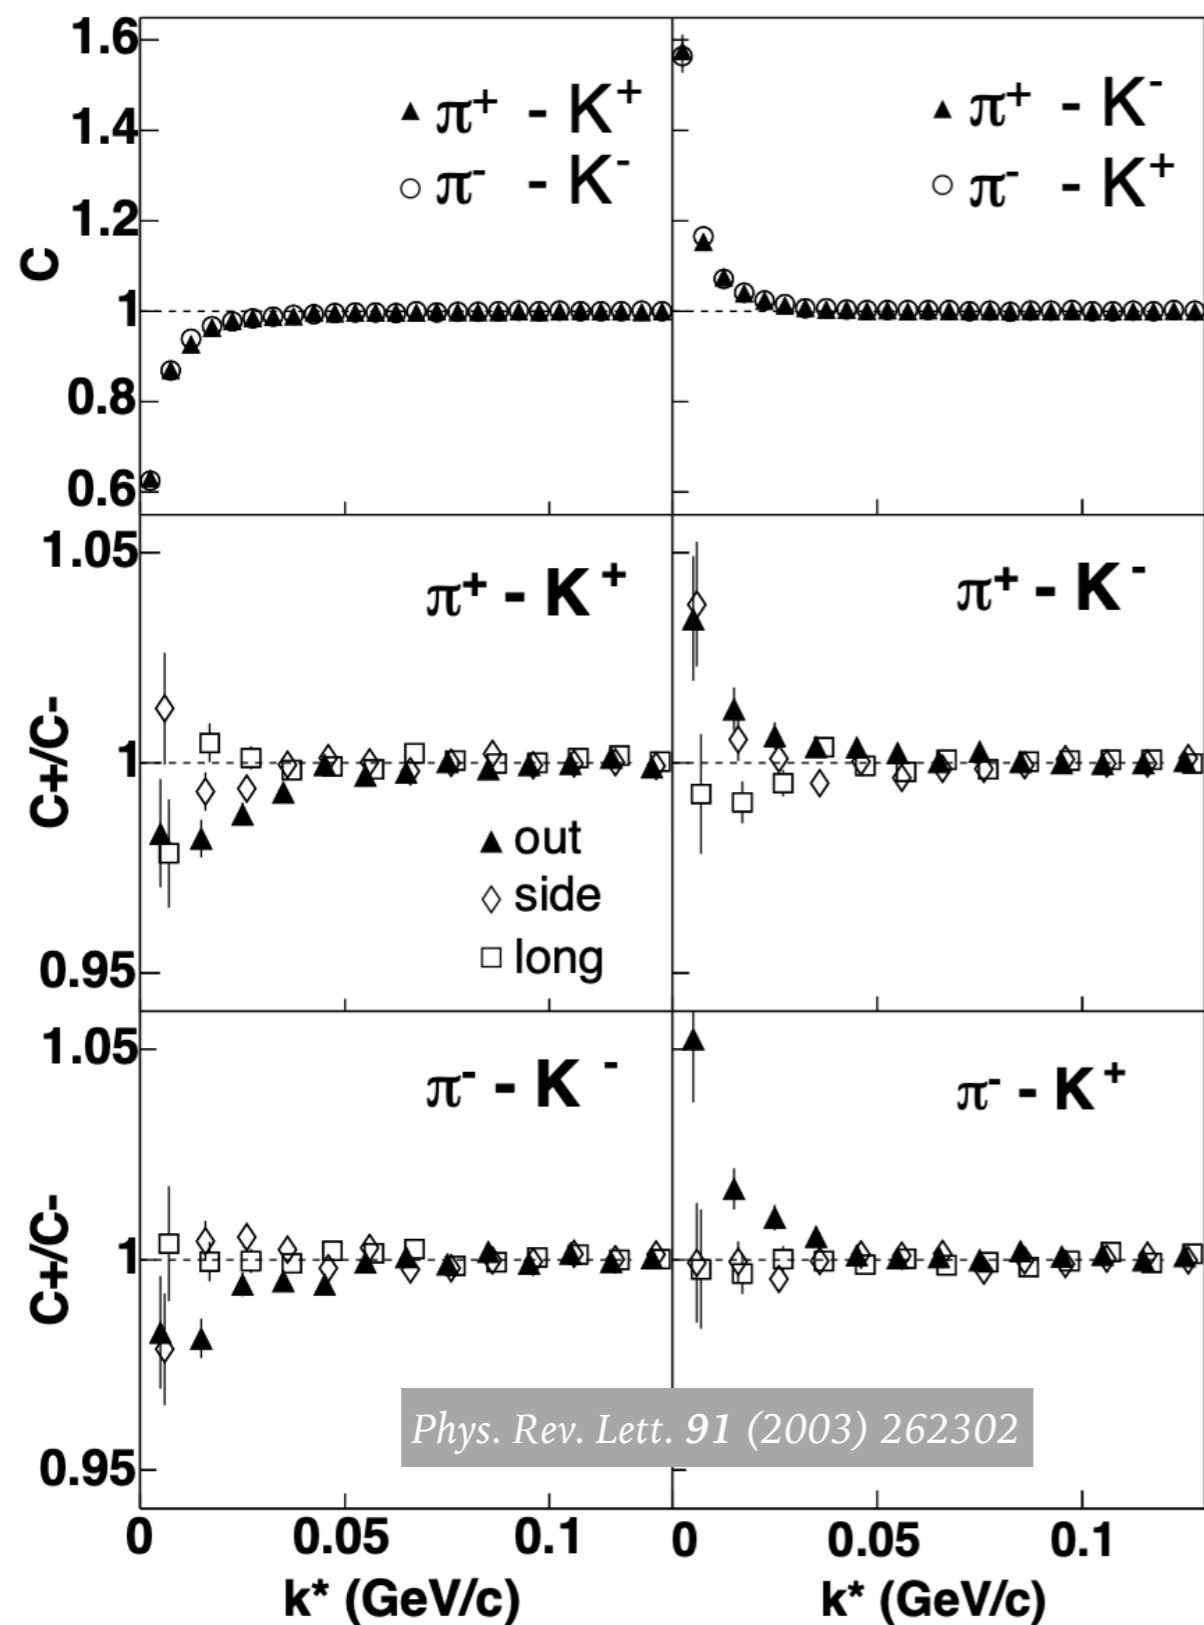 1.6
1.4
1.2
1
0.8
0.6
C
▲ π+ - K+
○ π- - K-
▲ π+ - K-
○ π- - K+
1.05
1
0.95
C+/C-
π+ - K+
▲ out
◇ side
□ long
π+ - K-
1.05
1
0.95
C+/C-
π- - K-
π- - K+
Phys. Rev. Lett. 91 (2003) 262302
0 0.05 0.1
k* (GeV/c)
0 0.05 0.1
k* (GeV/c)